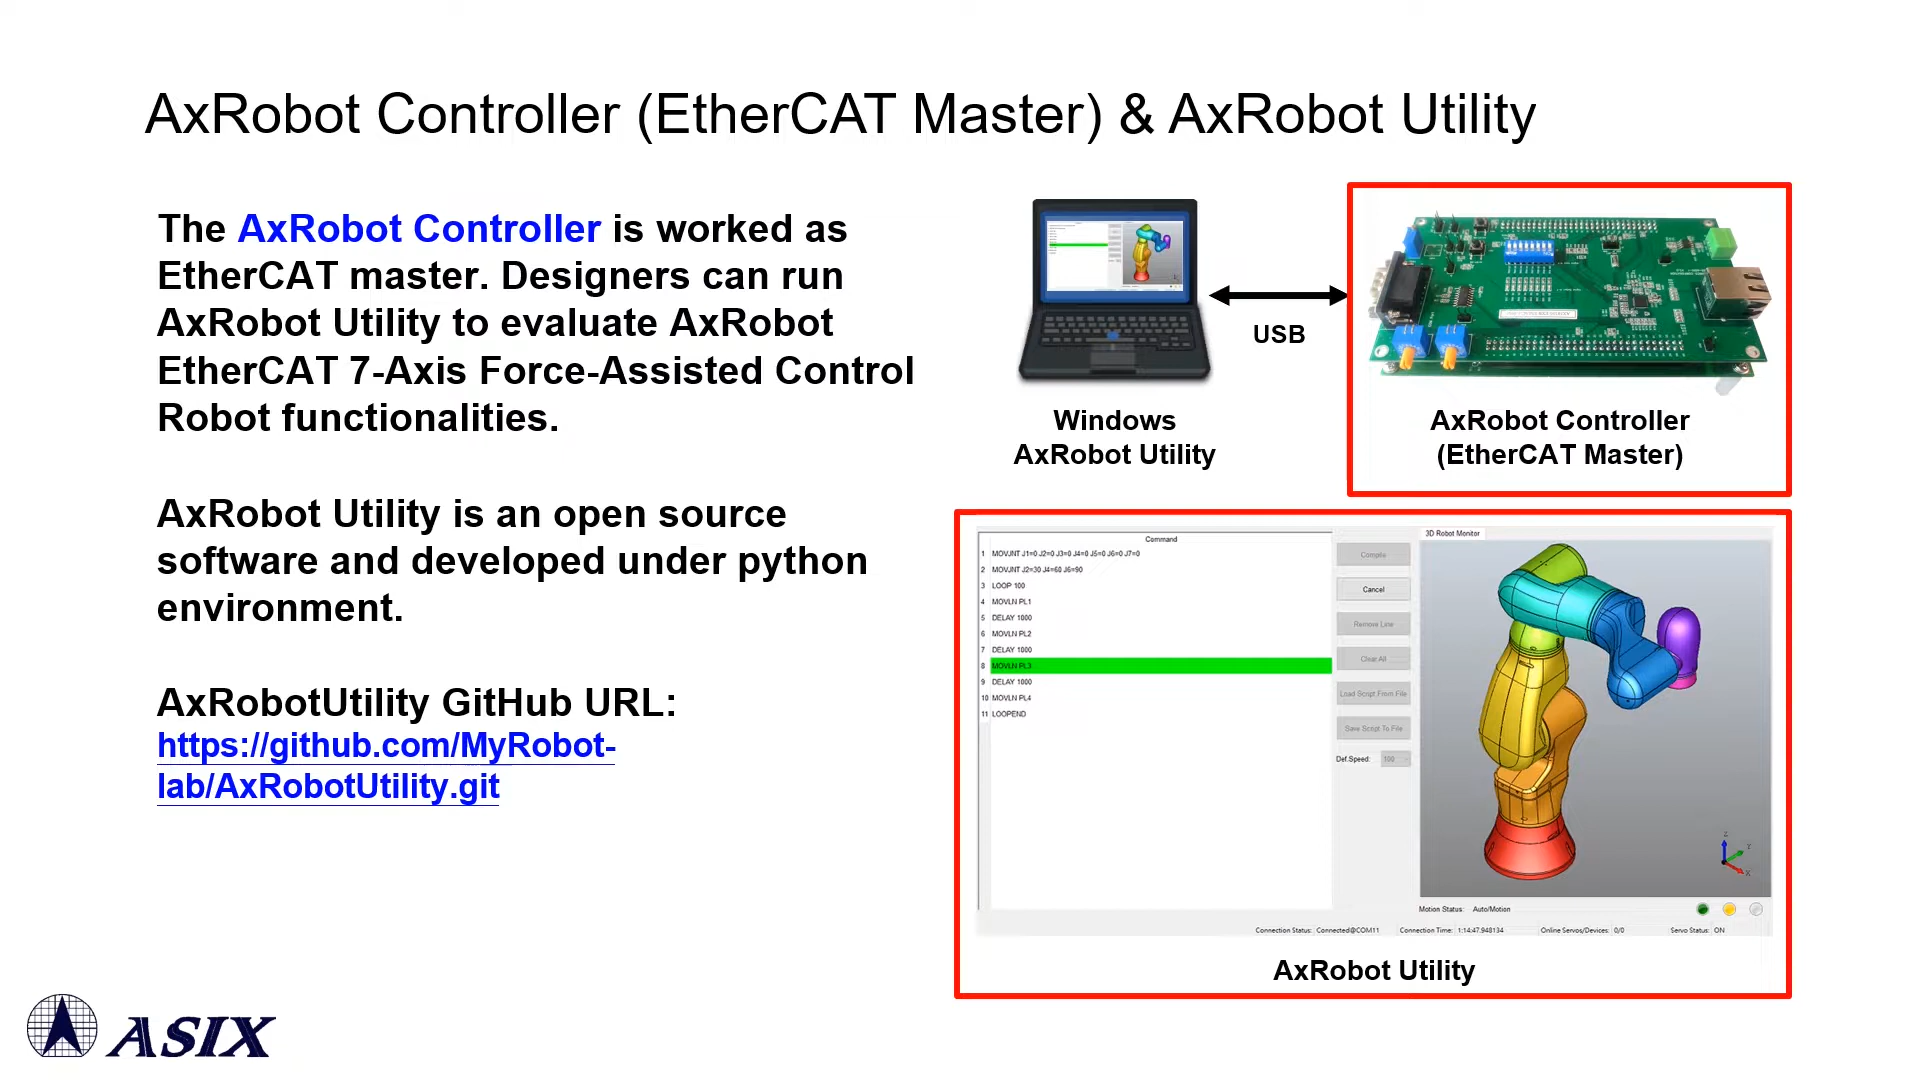 AxRobot Controller (EtherCAT Master) & AxRobot Utility
The AxRobot Controller is worked as
EtherCAT master. Designers can run
AxRobot Utility to evaluate AxRobot
EtherCAT 7-Axis Force-Assisted Control
Robot functionalities.
AxRobot Utility is an open source
software and developed under python
environment.
AxRobotUtility GitHub URL:
https://github.com/MyRobot-
lab/AxRobotUtility.git
USB
Windows
AxRobot Utility
AxRobot Controller
(EtherCAT Master)
Command
1 MOVJNT J1=0 J2=0 J3=0 J4=0 J5=0 J6=0 J7=0
2 MOVJNT J2=30 J4=60 J6=90
3 LOOP 100
4 MOVLN PL1
5 DELAY 1000
6 MOVLN PL2
7 DELAY 1000
8 MOVLN PL3
9 DELAY 1000
10 MOVLN PL4
11 LOOPEND
Compile
Cancel
Remove Line
Clear All
Load Script From File
Save Script To File
Def.Speed: 100
3D Robot Monitor
Z
Y
X
Motion Status: Auto/Motion
Connection Status: Connected@COM11 Connection Time: 1:14:47.948134 Online Servos/Devices: 0/0 Servo Status: ON
AxRobot Utility
ASIX